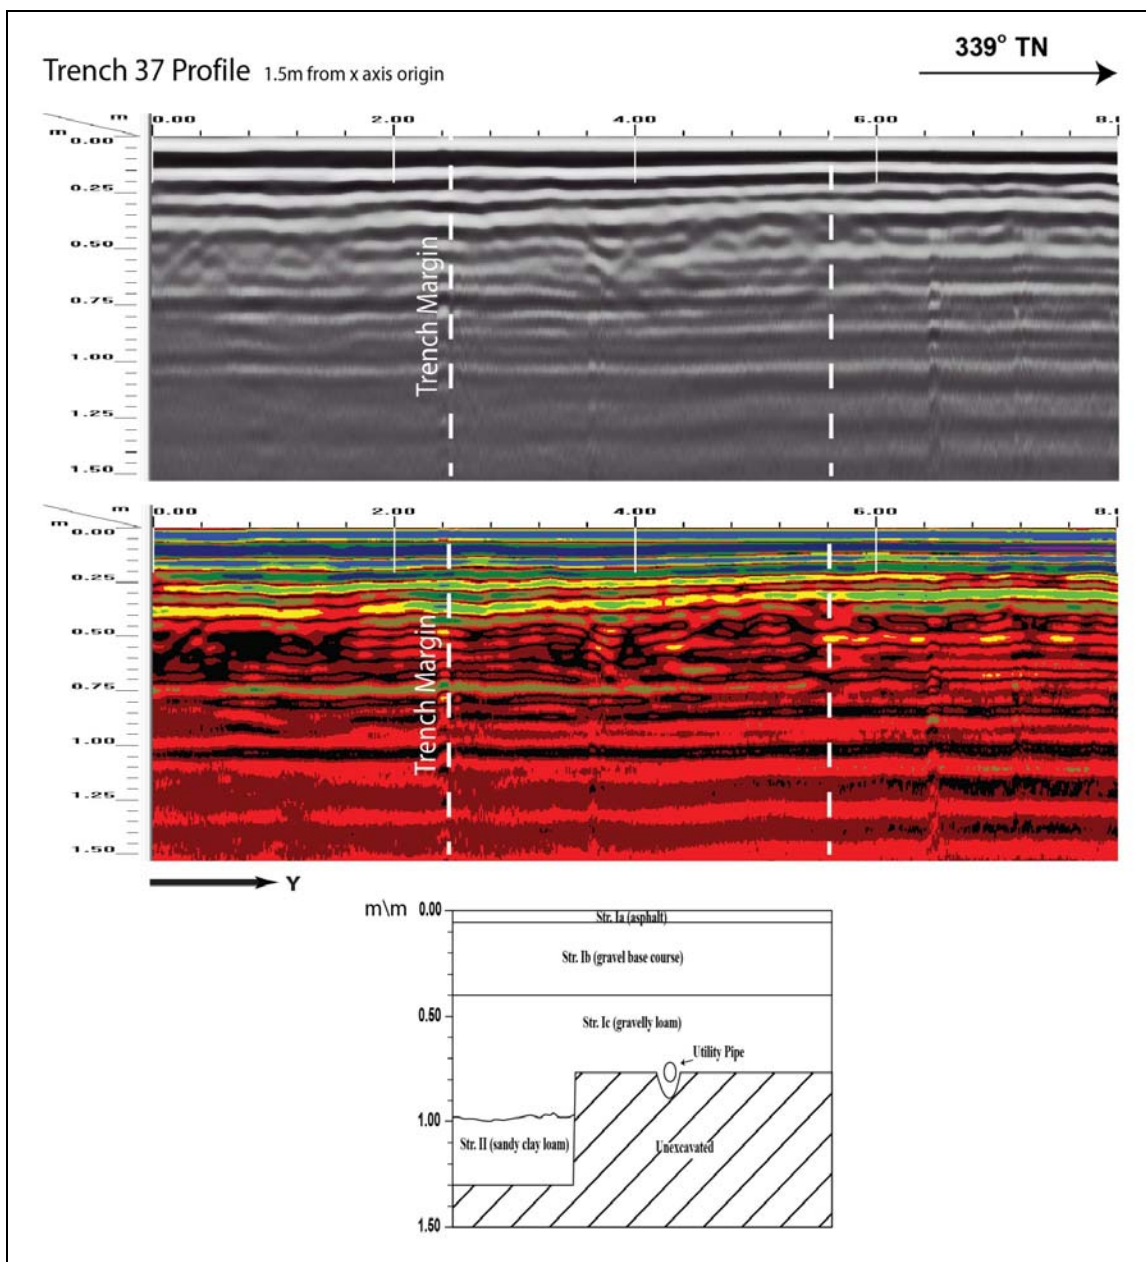 339° TN
Trench 37 Profile 1.5m from x axis origin
m 0.00 2.00 4.00 6.00 8.0
m
0.00
0.25
0.50
0.75
1.00
1.25
1.50
Trench Margin
m 0.00 2.00 4.00 6.00 8.0
m
0.00
0.25
0.50
0.75
1.00
1.25
1.50
Trench Margin
Y
m\m 0.00
Str. Ia (asphalt)
Str. Ib (gravel base course)
0.50
Str. Ic (gravelly loam)
Utility Pipe
1.00
Str. II (sandy clay loam)
Unexcavated
1.50